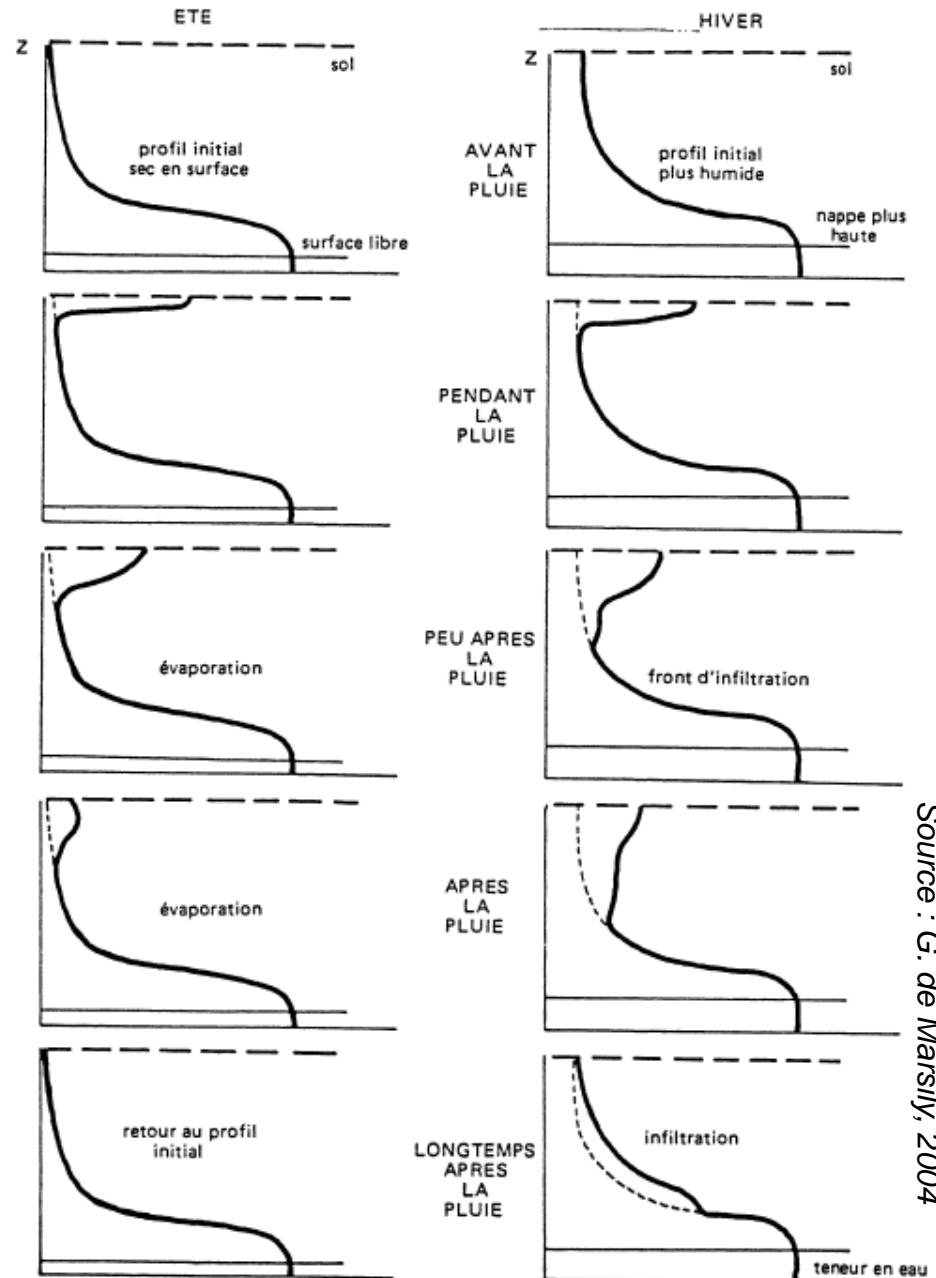 ETE
HIVER
Z
sol
Z
sol
profil initial
sec en surface
AVANT
LA
PLUIE
profil initial
plus humide
surface libre
nappe plus
haute
PENDANT
LA
PLUIE
évaporation
PEU APRES
LA
PLUIE
front d'infiltration
évaporation
APRES
LA
PLUIE
retour au profil
initial
LONGTEMPS
APRES
LA
PLUIE
infiltration
teneur en eau
Source : G. de Marsily, 2004